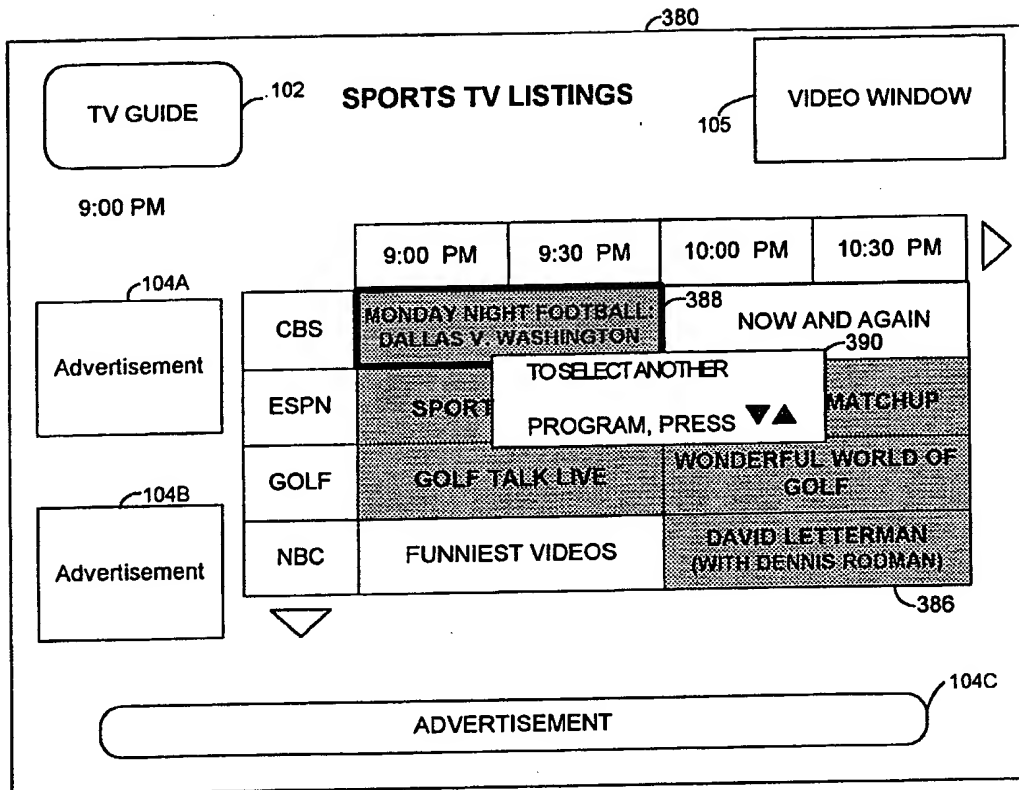 380
TV GUIDE
102
SPORTS TV LISTINGS
105
VIDEO WINDOW
9:00 PM
9:00 PM
9:30 PM
10:00 PM
10:30 PM
104A
Advertisement
CBS
MONDAY NIGHT FOOTBALL:
DALLAS V. WASHINGTON
388
NOW AND AGAIN
390
TO SELECT ANOTHER
PROGRAM, PRESS ▼▲
ESPN
SPORT
MATCHUP
GOLF
GOLF TALK LIVE
WONDERFUL WORLD OF
GOLF
104B
Advertisement
NBC
FUNNIEST VIDEOS
DAVID LETTERMAN
(WITH DENNIS RODMAN)
386
104C
ADVERTISEMENT